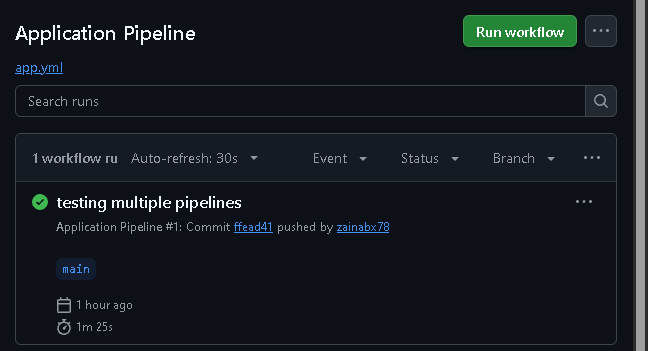 Application Pipeline
Run workflow
app.yml
Search runs
1 workflow ru Auto-refresh: 30s Event Status Branch
testing multiple pipelines
Application Pipeline #1: Commit ffead41 pushed by zainabx78
main
1 hour ago
1m 25s